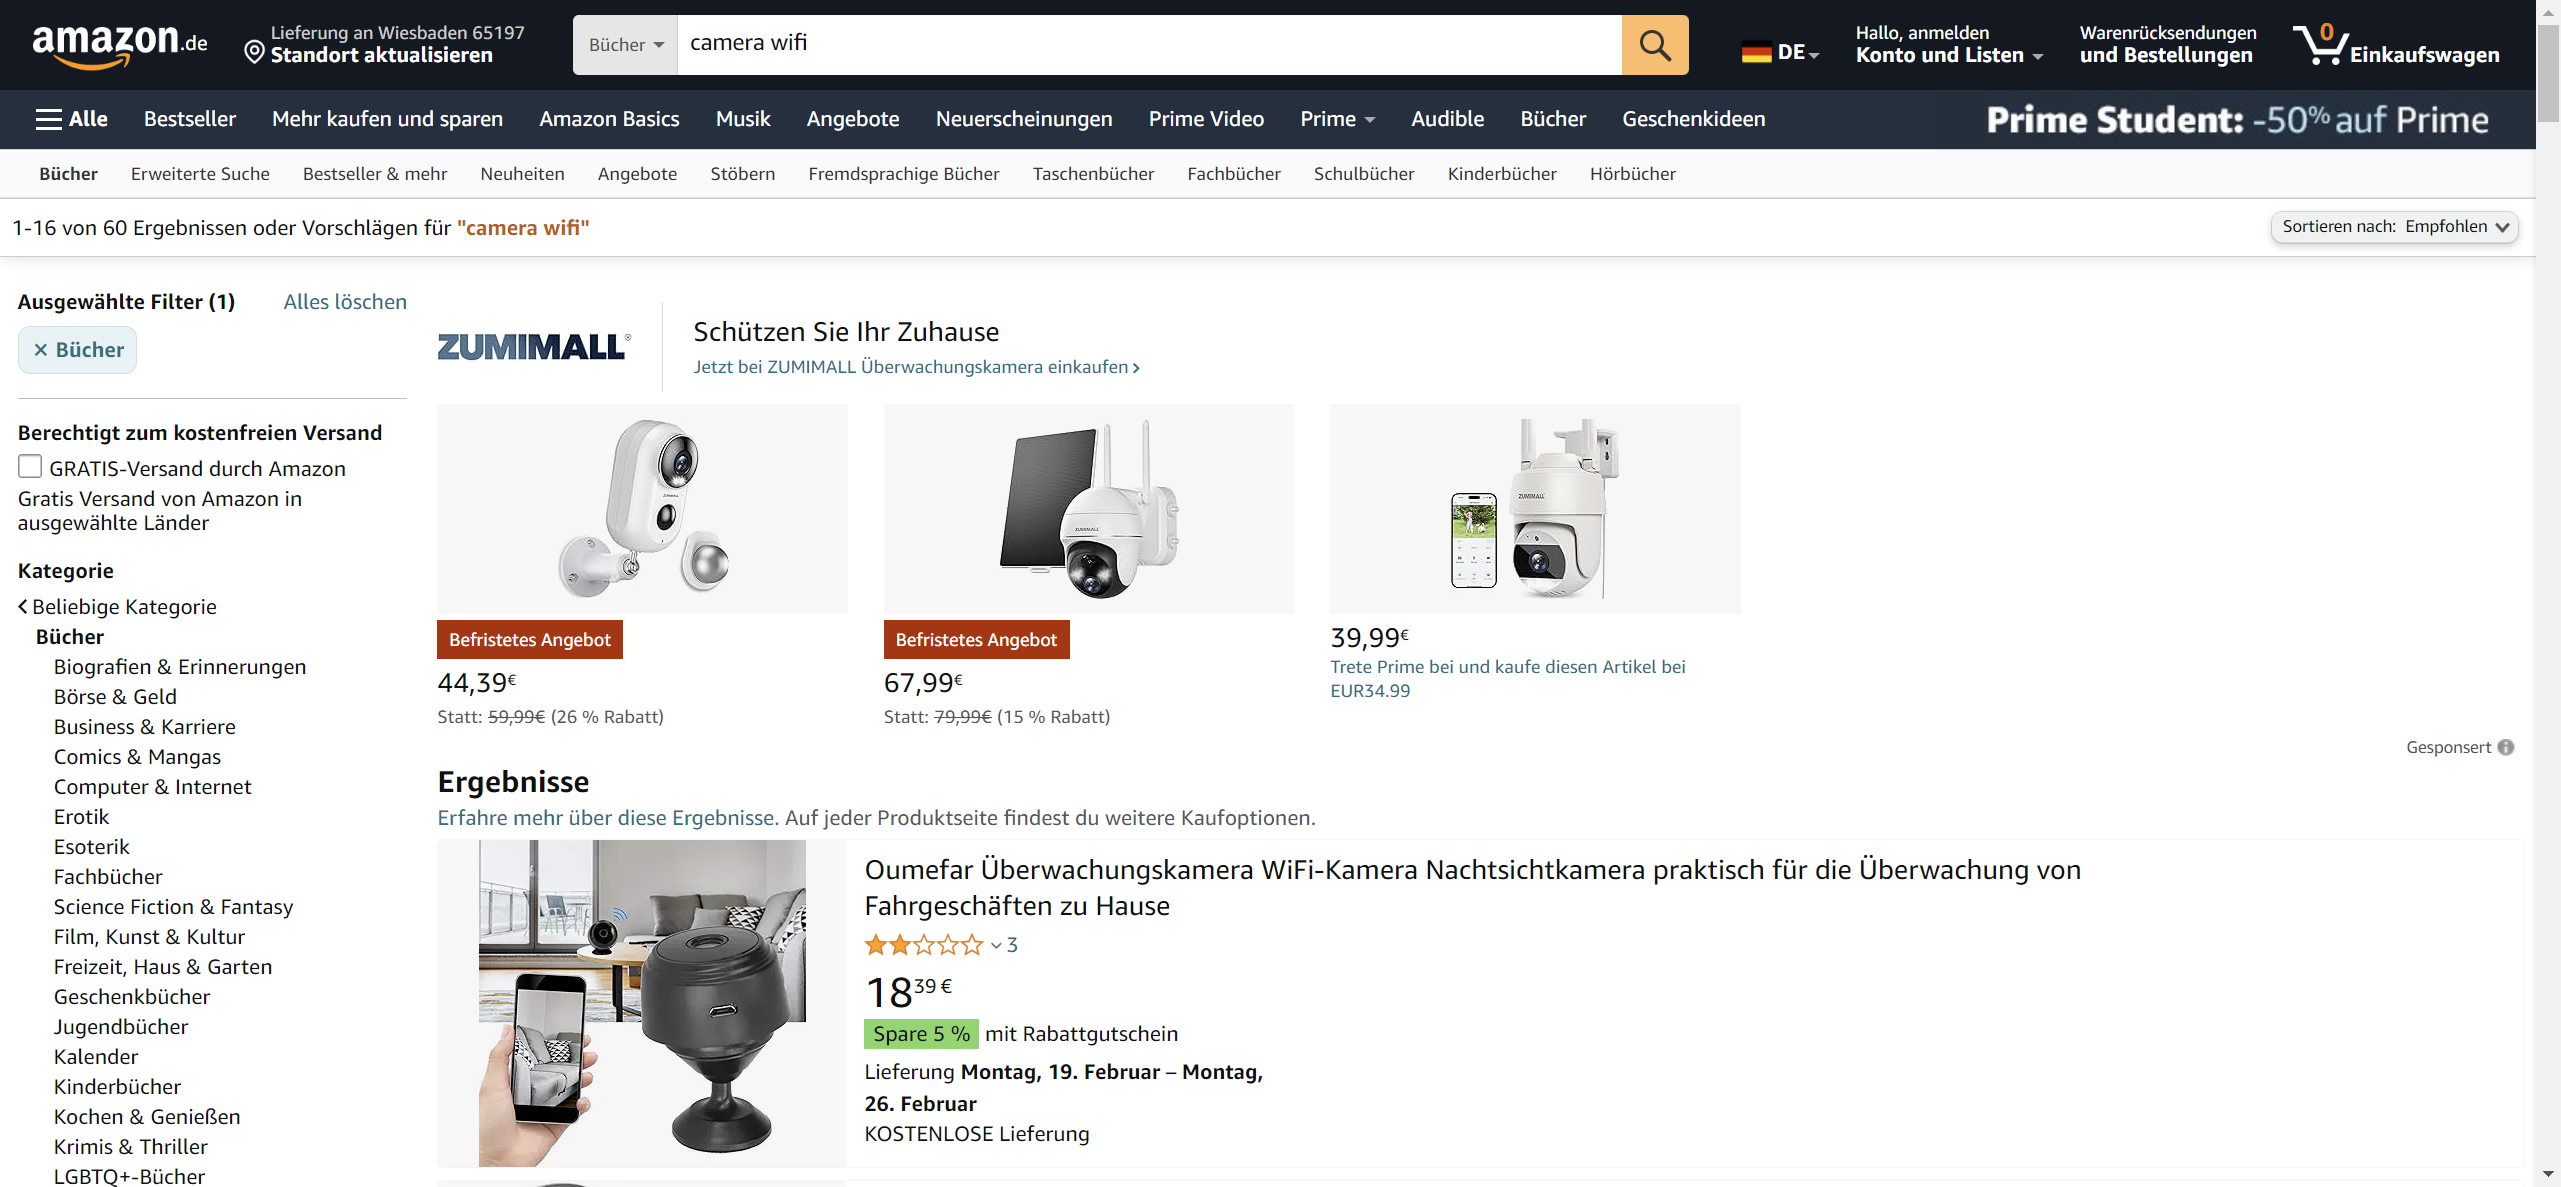 amazon.de
Lieferung an Wiesbaden 65197
Standort aktualisieren
Bücher
camera wifi
DE
Hallo, anmelden
Konto und Listen
Warenrücksendungen
und Bestellungen
0
Einkaufswagen
Alle
Bestseller
Mehr kaufen und sparen
Amazon Basics
Musik
Angebote
Neuerscheinungen
Prime Video
Prime
Audible
Bücher
Geschenkideen
Prime Student: -50% auf Prime
Bücher
Erweiterte Suche
Bestseller & mehr
Neuheiten
Angebote
Stöbern
Fremdsprachige Bücher
Taschenbücher
Fachbücher
Schulbücher
Kinderbücher
Hörbücher
1-16 von 60 Ergebnissen oder Vorschlägen für "camera wifi"
Sortieren nach: Empfohlen
Ausgewählte Filter (1)
Alles löschen
Bücher
Berechtigt zum kostenfreien Versand
GRATIS-Versand durch Amazon
Gratis Versand von Amazon in
ausgewählte Länder
Kategorie
Beliebige Kategorie
Bücher
Biografien & Erinnerungen
Börse & Geld
Business & Karriere
Comics & Mangas
Computer & Internet
Erotik
Esoterik
Fachbücher
Science Fiction & Fantasy
Film, Kunst & Kultur
Freizeit, Haus & Garten
Geschenkbücher
Jugendbücher
Kalender
Kinderbücher
Kochen & Genießen
Krimis & Thriller
LGBTQ+-Bücher
ZUMIMALL®
Schützen Sie Ihr Zuhause
Jetzt bei ZUMIMALL Überwachungskamera einkaufen
ZUMIMALL
ZUMIMALL
Befristetes Angebot
44,39€
Statt: 59,99€ (26 % Rabatt)
Befristetes Angebot
67,99€
Statt: 79,99€ (15 % Rabatt)
39,99€
Trete Prime bei und kaufe diesen Artikel bei
EUR34.99
Gesponsert
Ergebnisse
Erfahre mehr über diese Ergebnisse. Auf jeder Produktseite findest du weitere Kaufoptionen.
Oumefar Überwachungskamera WiFi-Kamera Nachtsichtkamera praktisch für die Überwachung von
Fahrgeschäften zu Hause
3
18 39 €
Spare 5 % mit Rabattgutschein
Lieferung Montag, 19. Februar – Montag,
26. Februar
KOSTENLOSE Lieferung